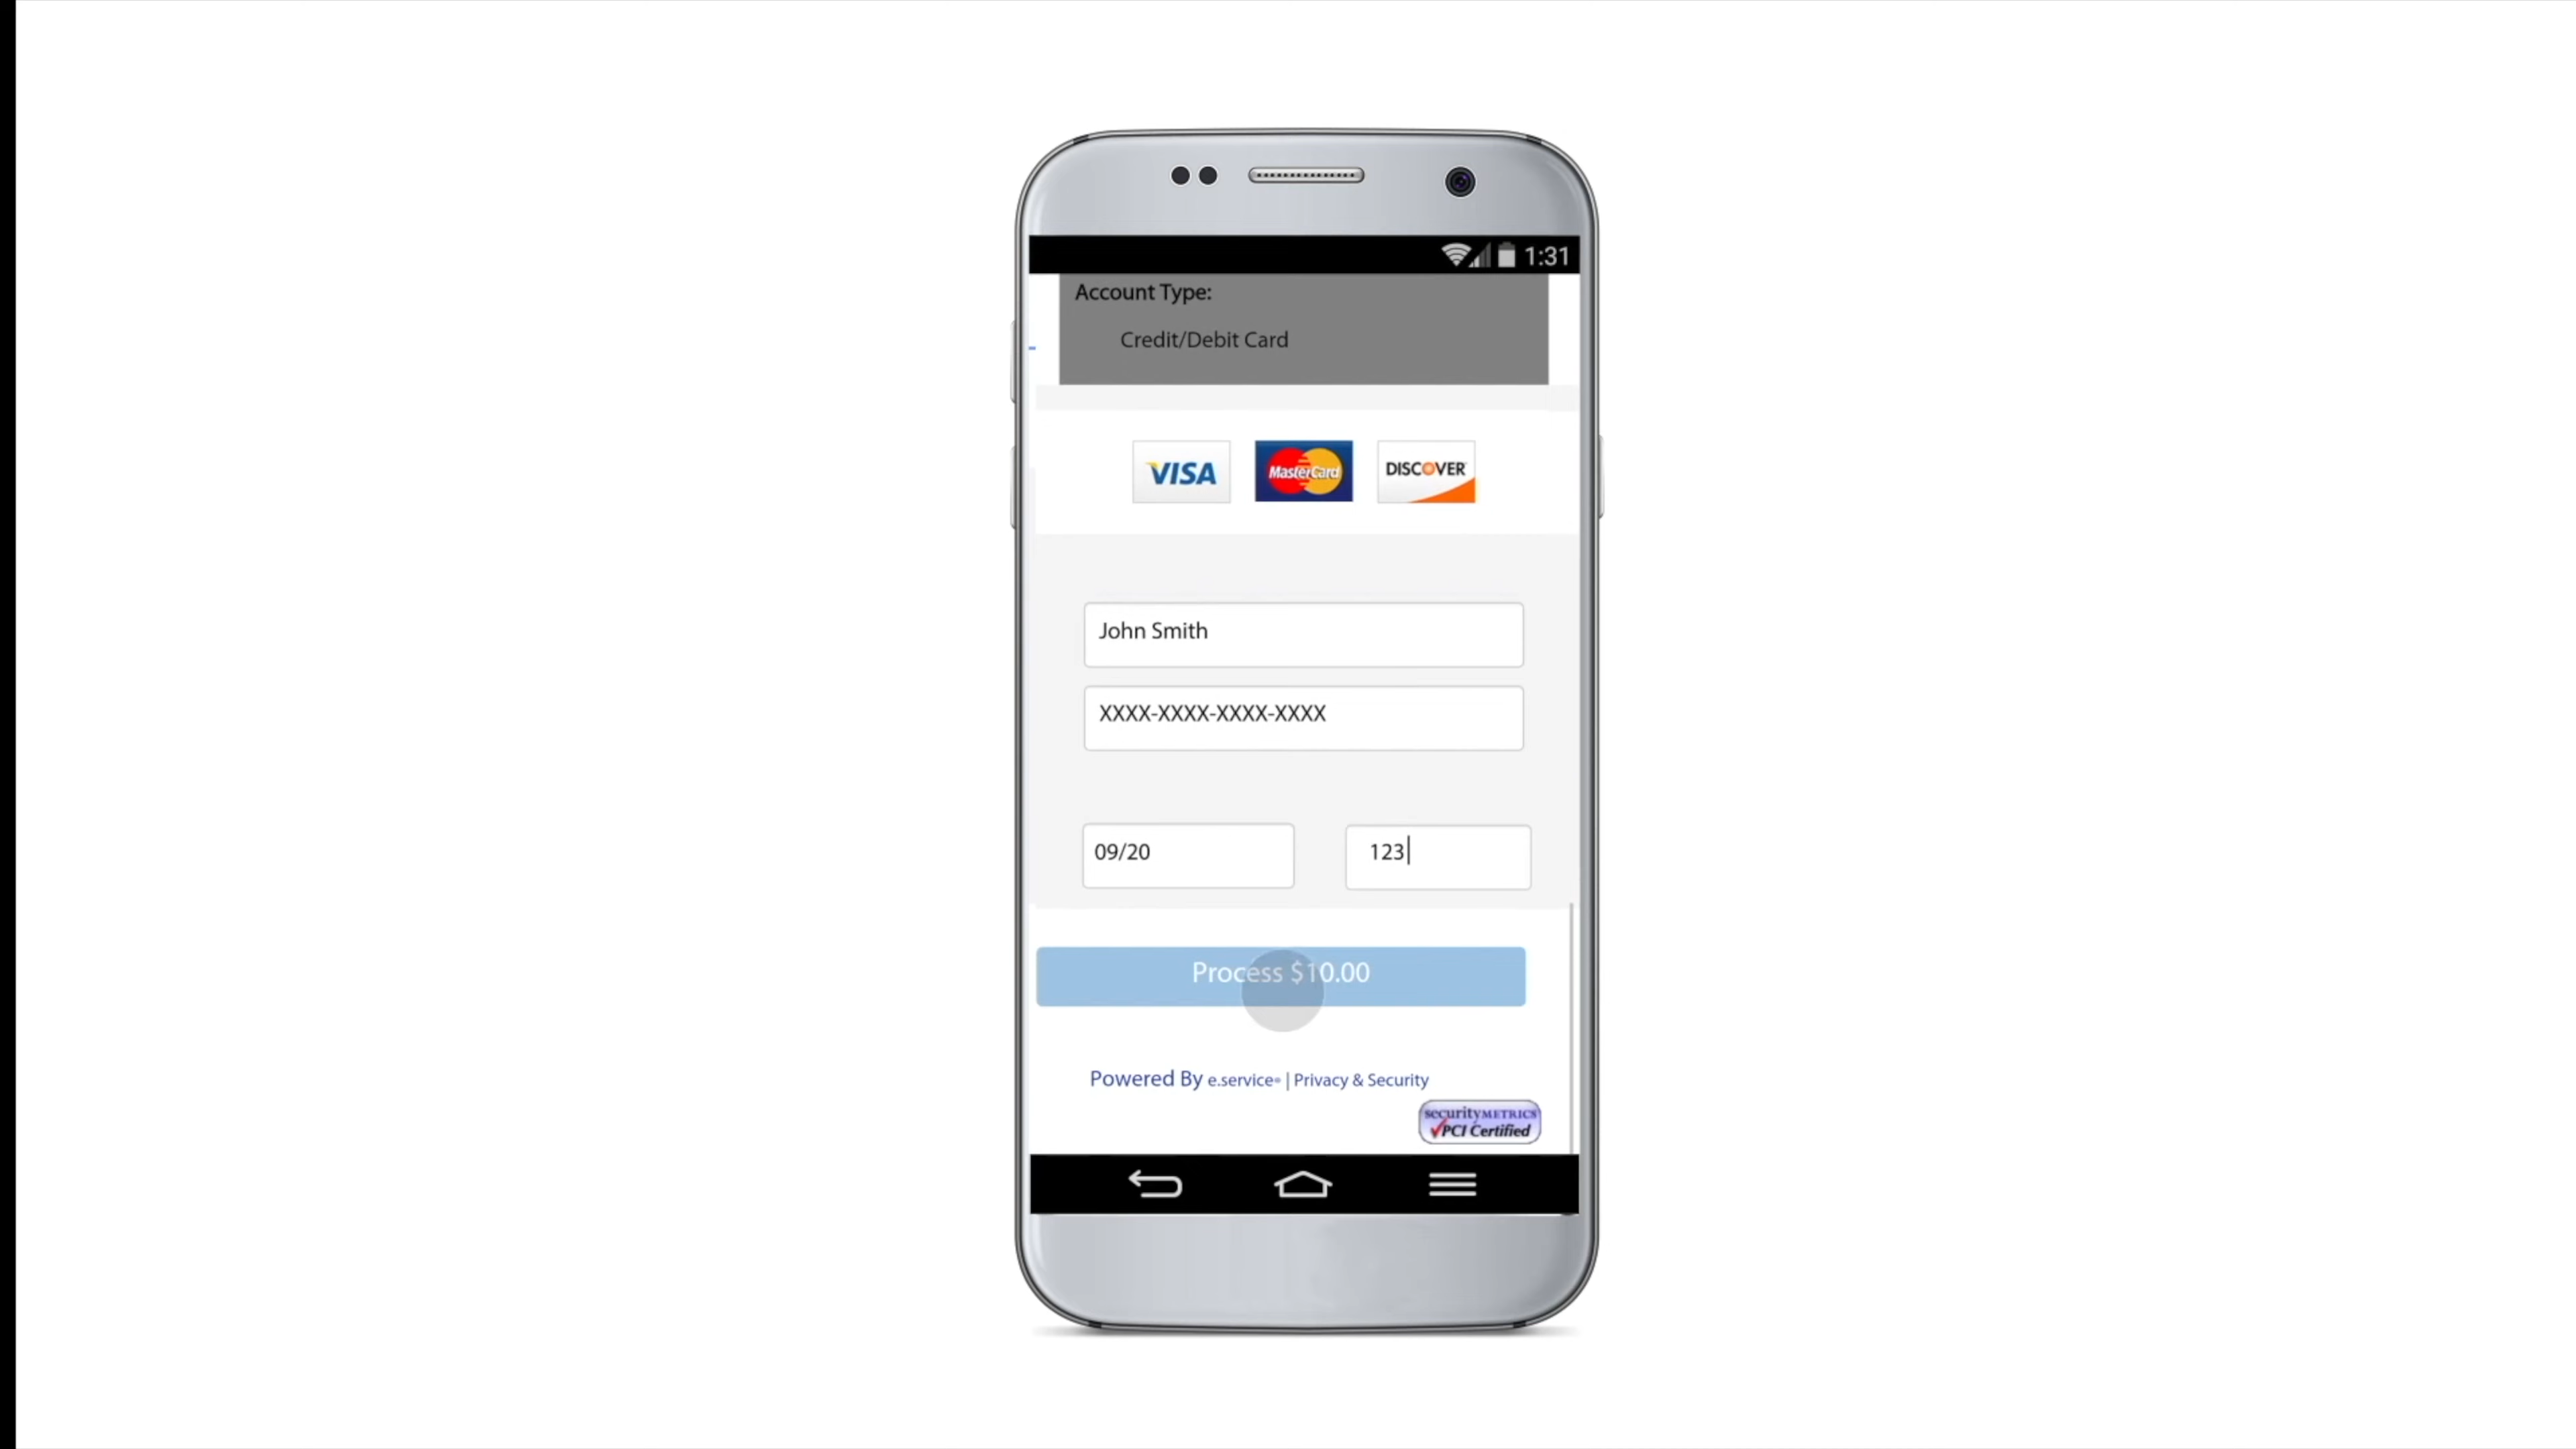 1:31
Account Type:
Credit/Debit Card
VISA MasterCard DISCOVER
John Smith
XXXX-XXXX-XXXX-XXXX
09/20 123
Process $10.00
Powered By e.service® | Privacy & Security
securityMETRICS
PCI Certified